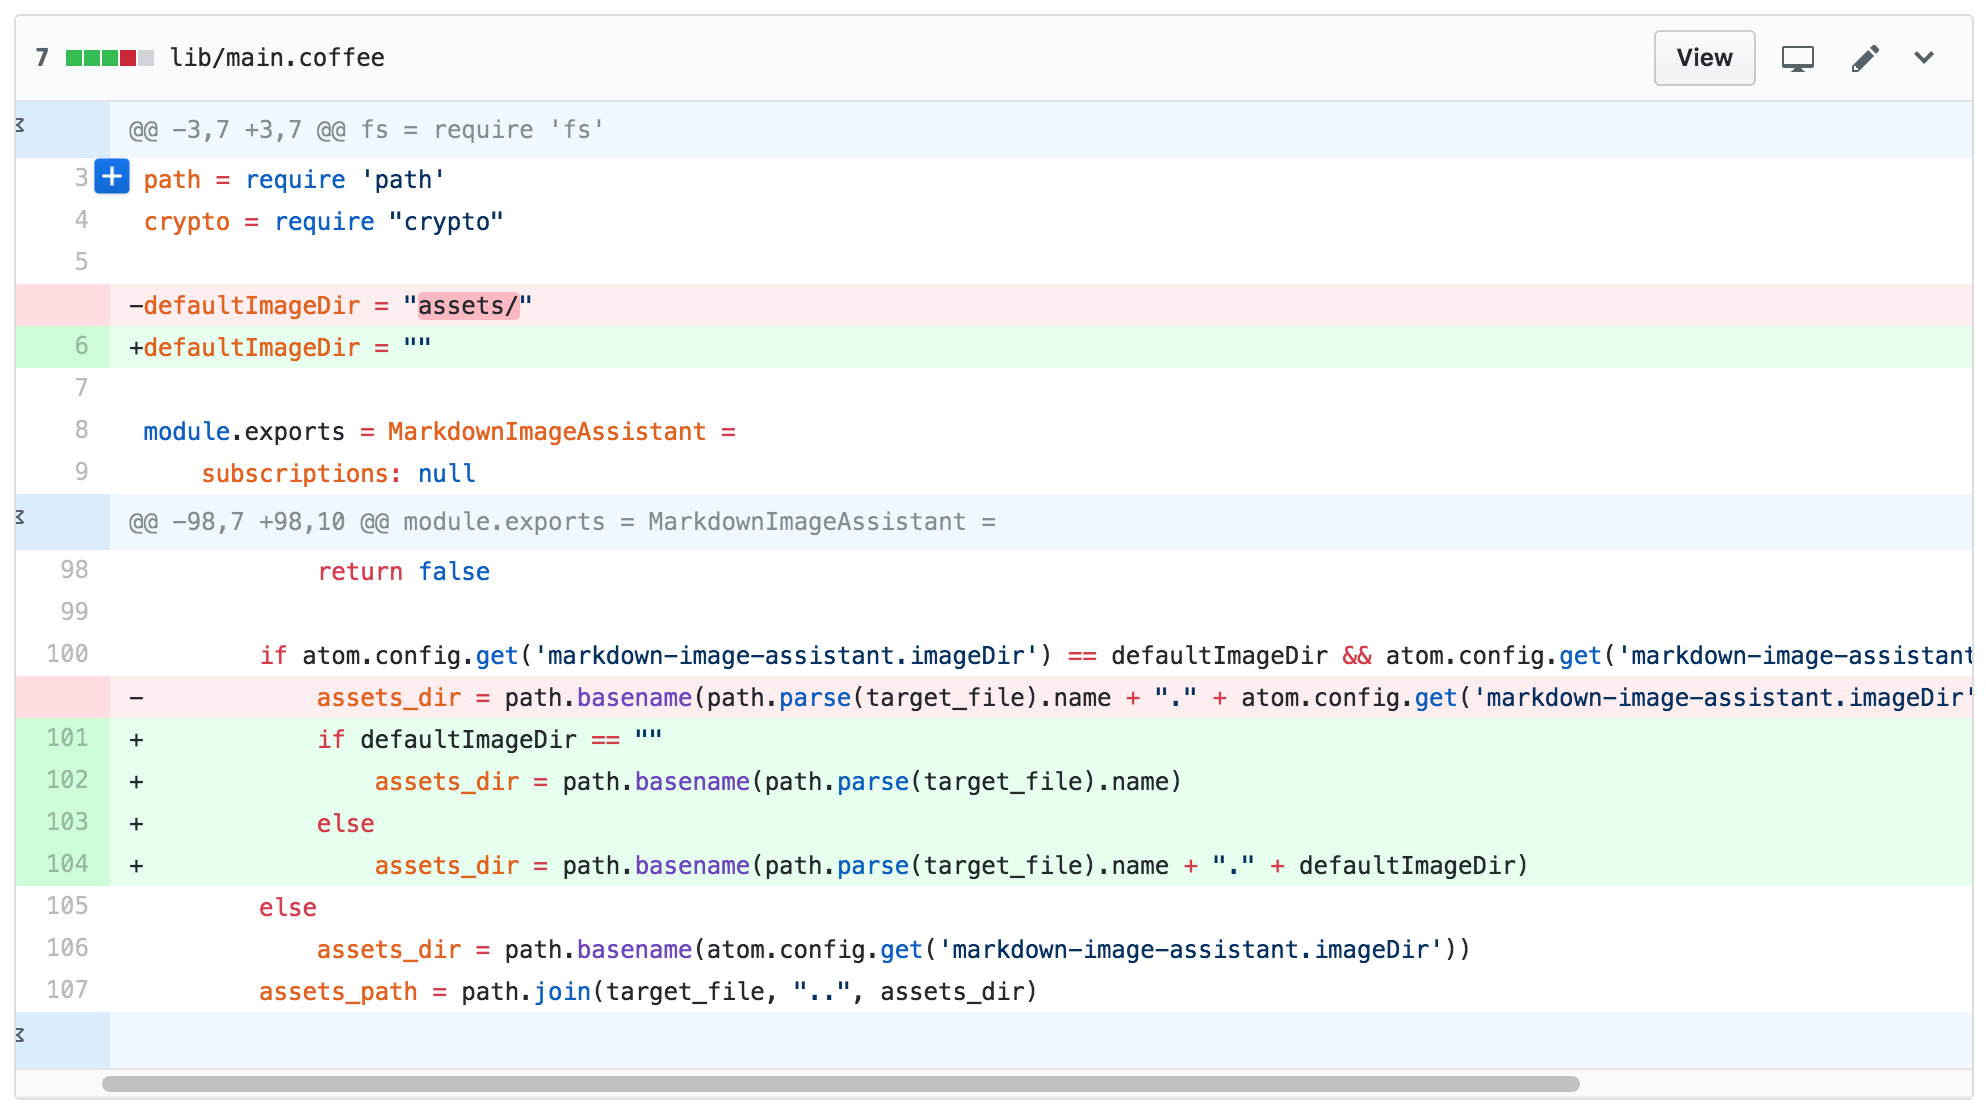 7 lib/main.coffee View
@@ -3,7 +3,7 @@ fs = require 'fs'
3 + path = require 'path'
4 crypto = require "crypto"
5
-defaultImageDir = "assets/"
6 +defaultImageDir = ""
7
8 module.exports = MarkdownImageAssistant =
9     subscriptions: null
@@ -98,7 +98,10 @@ module.exports = MarkdownImageAssistant =
98             return false
99
100         if atom.config.get('markdown-image-assistant.imageDir') == defaultImageDir && atom.config.get('markdown-image-assistant
-            assets_dir = path.basename(path.parse(target_file).name + "." + atom.config.get('markdown-image-assistant.imageDir'
101 +            if defaultImageDir == ""
102 +                assets_dir = path.basename(path.parse(target_file).name)
103 +            else
104 +                assets_dir = path.basename(path.parse(target_file).name + "." + defaultImageDir)
105         else
106             assets_dir = path.basename(atom.config.get('markdown-image-assistant.imageDir'))
107         assets_path = path.join(target_file, "..", assets_dir)